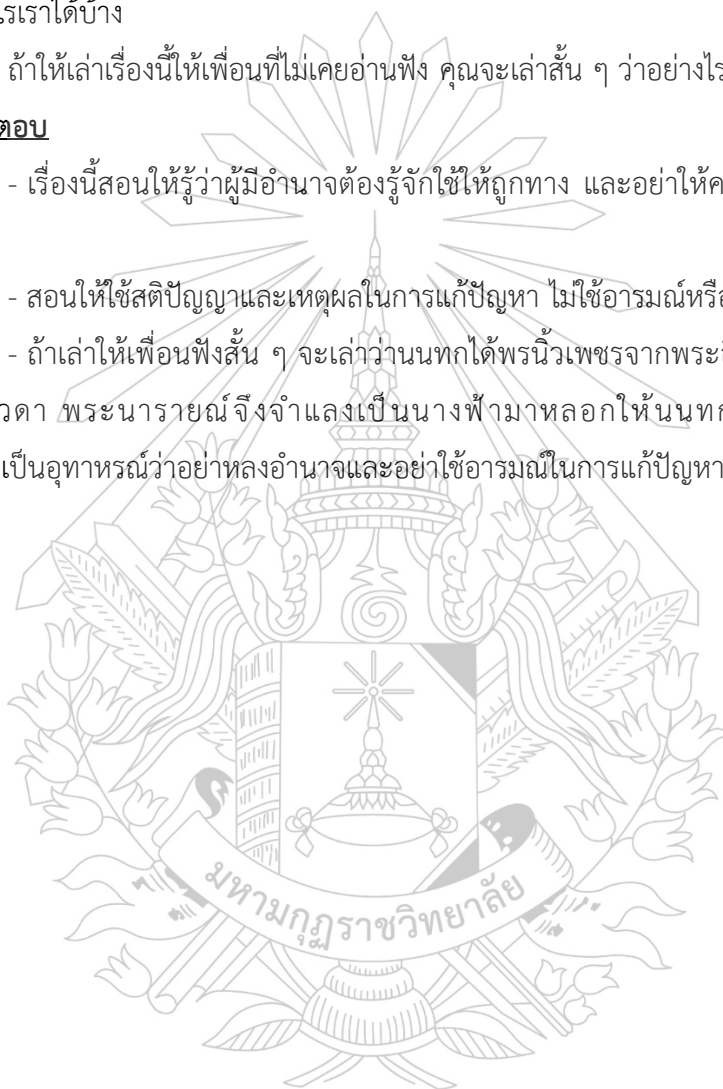 ไรเราได้บ้าง
ถ้าให้เล่าเรื่องนี้ให้เพื่อนที่ไม่เคยอ่านฟัง คุณจะเล่าสั้น ๆ ว่าอย่างไร
ตอบ
- เรื่องนี้สอนให้รู้ว่าผู้มีอำนาจต้องรู้จักใช้ให้ถูกทาง และอย่าให้ค
- สอนให้ใช้สติปัญญาและเหตุผลในการแก้ปัญหา ไม่ใช้อารมณ์หรือ
- ถ้าเล่าให้เพื่อนฟังสั้น ๆ จะเล่าว่านนทกได้พรนิ้วเพชรจากพระอิ
วดา พระนารายณ์จึงจำแลงเป็นนางฟ้ามาหลอกให้นนทก
เป็นอุทาหรณ์ว่าอย่าหลงอำนาจและอย่าใช้อารมณ์ในการแก้ปัญหา
มหามกุฏราชวิทยาลัย